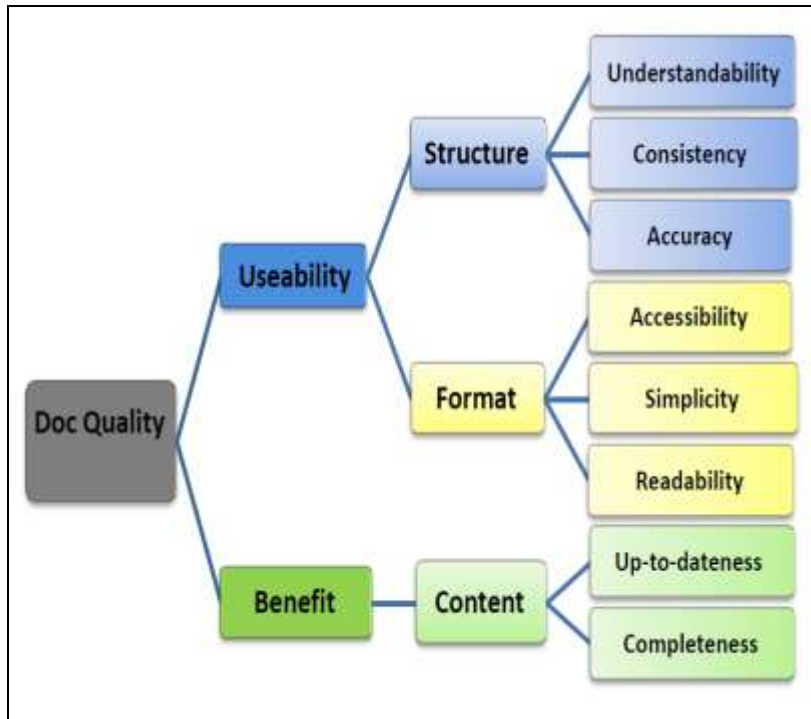 Doc Quality
Useability
Structure
Understandability
Consistency
Accuracy
Format
Accessibility
Simplicity
Readability
Benefit
Content
Up-to-dateness
Completeness